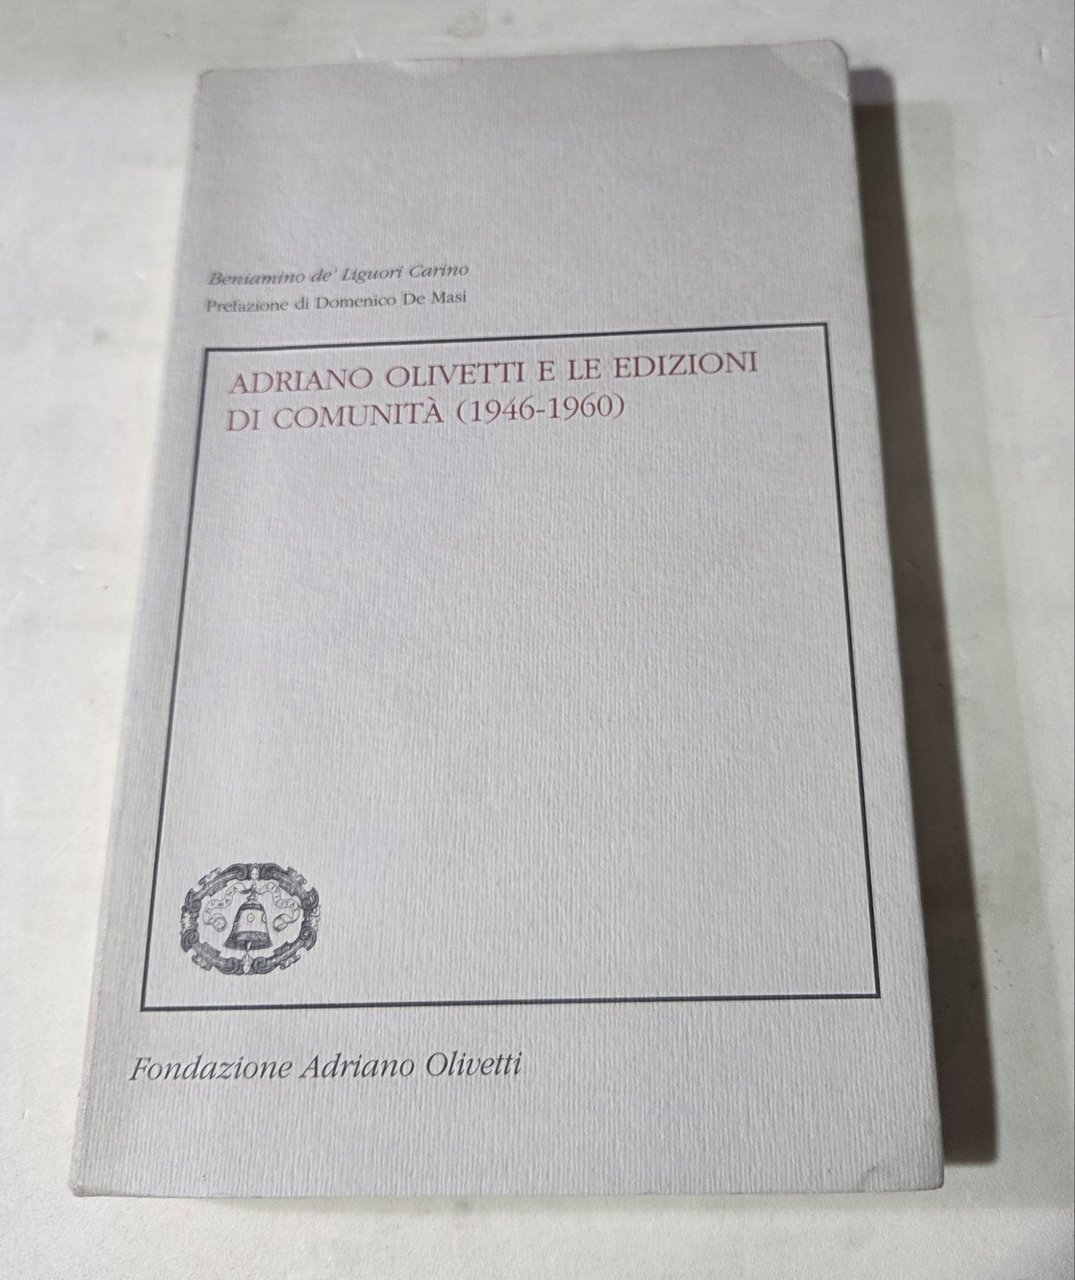 Beniamino de' Liguori Carino
Prefazione di Domenico De Masi
ADRIANO OLIVETTI E LE EDIZIONI
DI COMUNITÀ (1946-1960)
Fondazione Adriano Olivetti